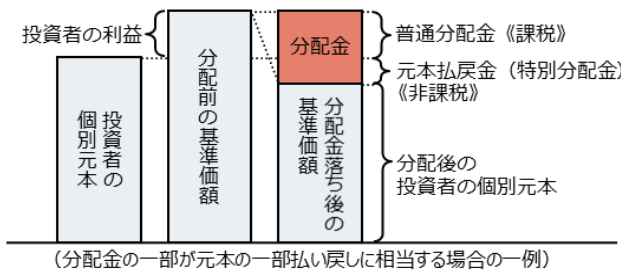 投資者の利益
分配金
普通分配金《課税》
元本払戻金（特別分配金）
《非課税》
投資者の
個別元本
分配前の基準価額
分配金落ち後の
基準価額
分配後の
投資者の個別元本
（分配金の一部が元本の一部払い戻しに相当する場合の一例）